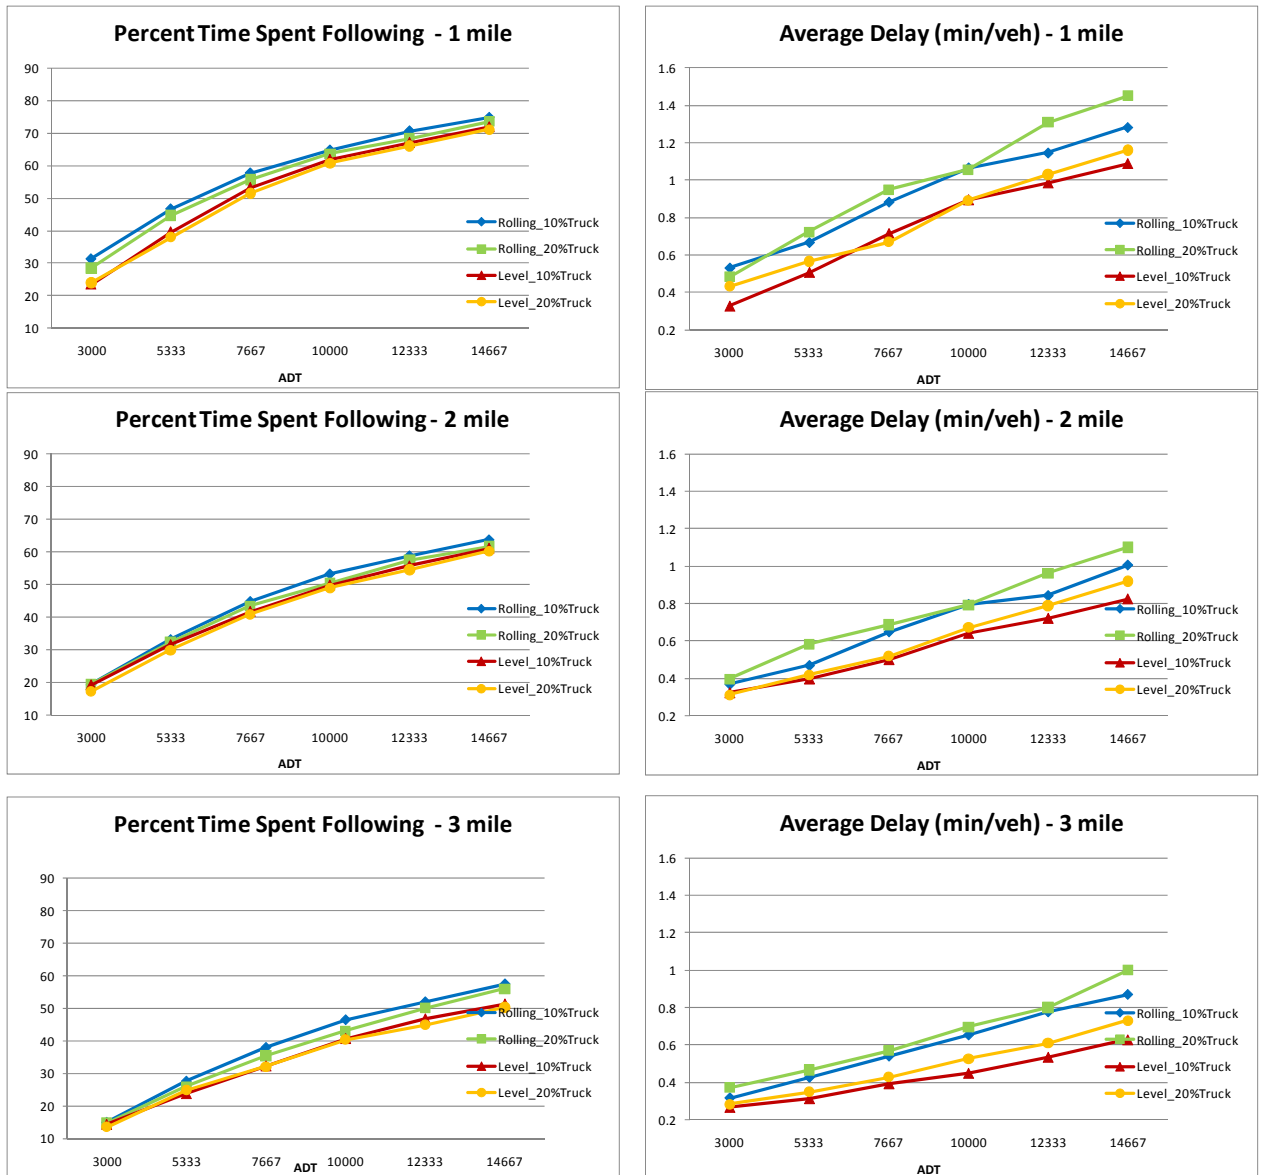 Percent Time Spent Following - 1 mile
90
80
70
60
50
40
30
20
10
Rolling_10%Truck
Rolling_20%Truck
Level_10%Truck
Level_20%Truck
3000 5333 7667 10000 12333 14667
ADT
Average Delay (min/veh) - 1 mile
1.6
1.4
1.2
1
0.8
0.6
0.4
0.2
Rolling_10%Truck
Rolling_20%Truck
Level_10%Truck
Level_20%Truck
3000 5333 7667 10000 12333 14667
ADT
Percent Time Spent Following - 2 mile
90
80
70
60
50
40
30
20
10
Rolling_10%Truck
Rolling_20%Truck
Level_10%Truck
Level_20%Truck
3000 5333 7667 10000 12333 14667
ADT
Average Delay (min/veh) - 2 mile
1.6
1.4
1.2
1
0.8
0.6
0.4
0.2
Rolling_10%Truck
Rolling_20%Truck
Level_10%Truck
Level_20%Truck
3000 5333 7667 10000 12333 14667
ADT
Percent Time Spent Following - 3 mile
90
80
70
60
50
40
30
20
10
Rolling_10%Truck
Rolling_20%Truck
Level_10%Truck
Level_20%Truck
3000 5333 7667 10000 12333 14667
ADT
Average Delay (min/veh) - 3 mile
1.6
1.4
1.2
1
0.8
0.6
0.4
0.2
Rolling_10%Truck
Rolling_20%Truck
Level_10%Truck
Level_20%Truck
3000 5333 7667 10000 12333 14667
ADT